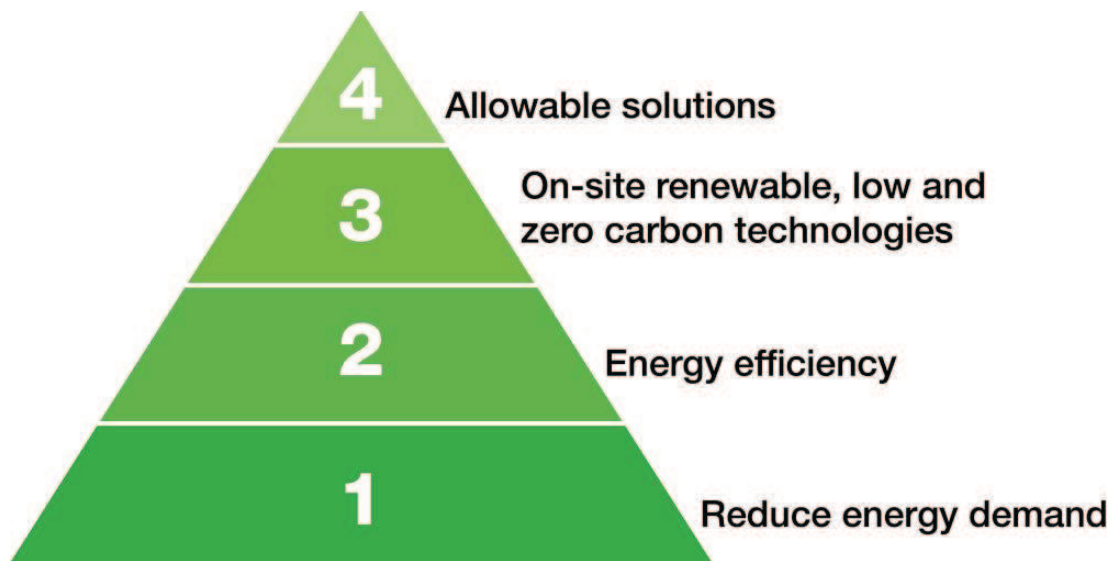 4
Allowable solutions
3
On-site renewable, low and
zero carbon technologies
2
Energy efficiency
1
Reduce energy demand